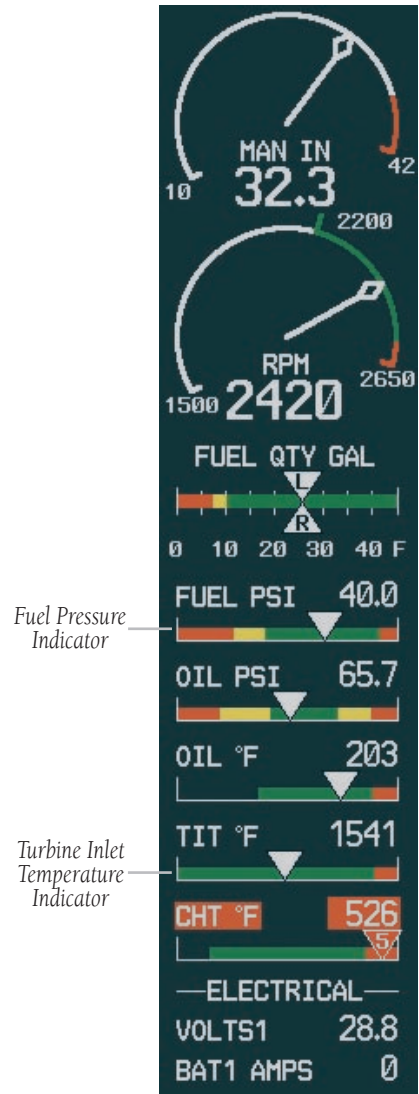 MAN IN
10
32.3
42
2200
RPM
1500
2420
2650
FUEL QTY GAL
L
R
0 10 20 30 40 F
Fuel Pressure
Indicator
FUEL PSI 40.0
OIL PSI 65.7
OIL °F 203
Turbine Inlet
Temperature
Indicator
TIT °F 1541
CHT °F 526
5
ELECTRICAL
VOLTS1 28.8
BAT1 AMPS 0